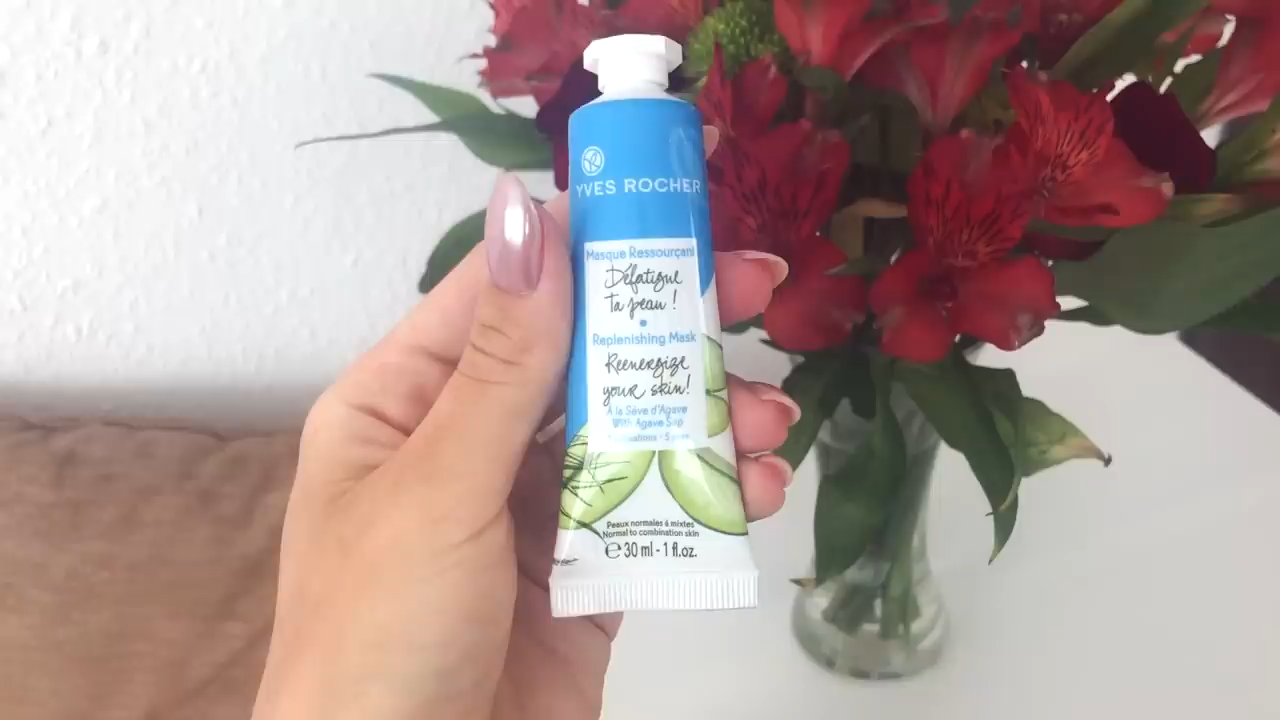 YVES ROCHER
Masque Ressourçant
Défatigue
ta peau !
Replenishing Mask
Reenergize
your skin!
À la Sève d'Agave
With Agave Sap
Peaux normales à mixtes
Normal to combination skin
℮ 30 ml - 1 fl.oz.